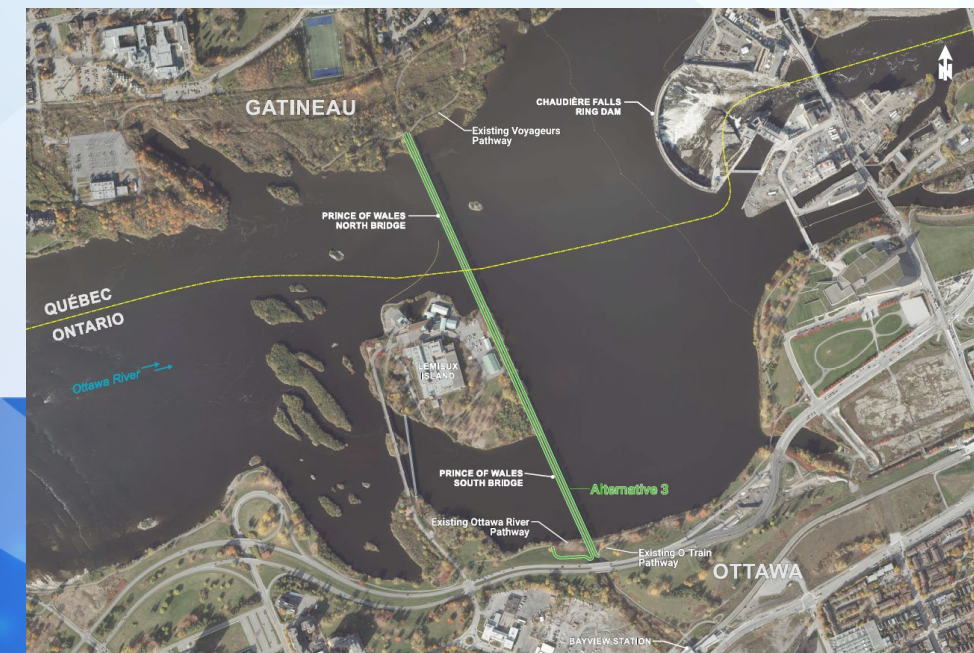 GATINEAU
CHAUDIÈRE FALLS
RING DAM
N
Existing Voyageurs
Pathway
PRINCE OF WALES
NORTH BRIDGE
QUÉBEC
ONTARIO
Ottawa River
LEMIEUX
ISLAND
PRINCE OF WALES
SOUTH BRIDGE
Alternative 3
Existing Ottawa River
Pathway
Existing O Train
Pathway
OTTAWA
BAYVIEW STATION